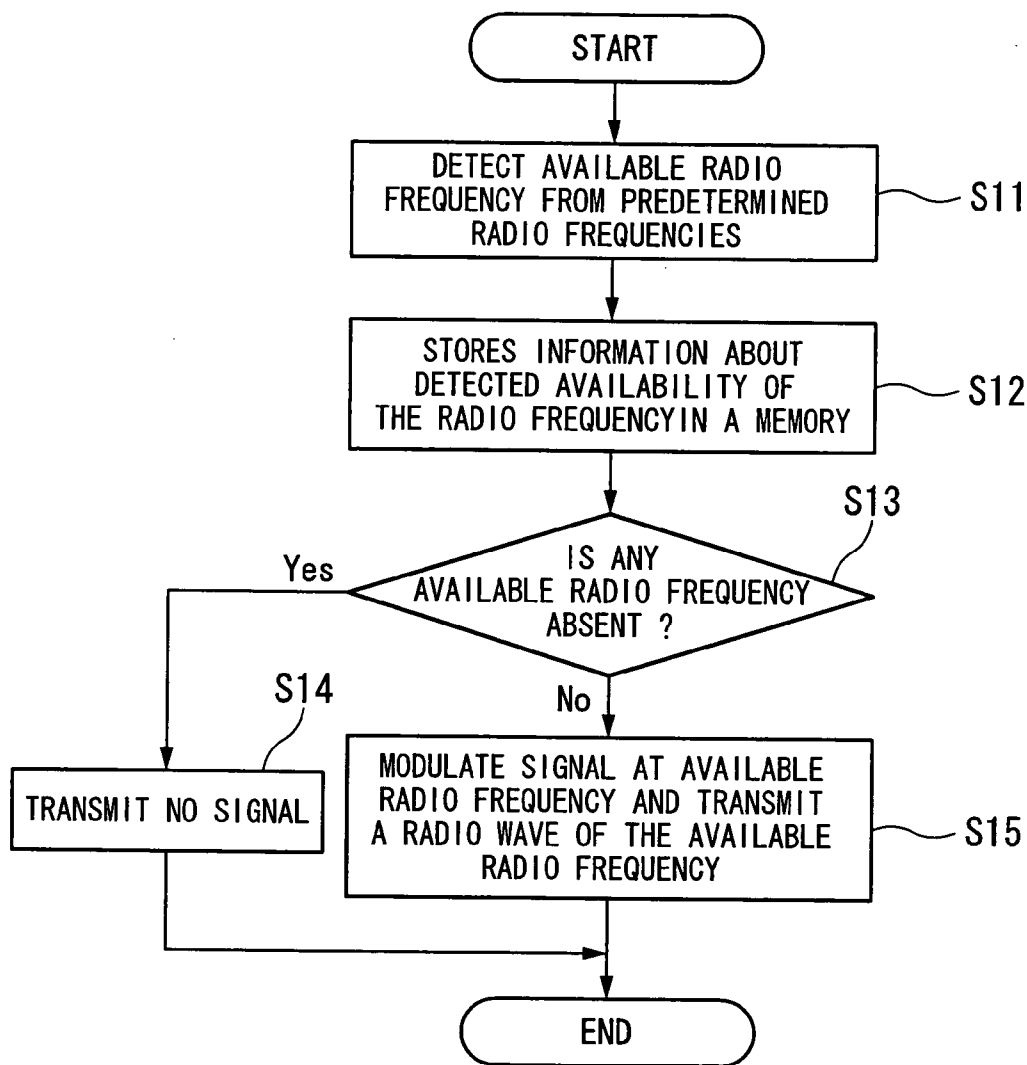 START
DETECT AVAILABLE RADIO
FREQUENCY FROM PREDETERMINED
RADIO FREQUENCIES
S11
STORES INFORMATION ABOUT
DETECTED AVAILABILITY OF
THE RADIO FREQUENCYIN A MEMORY
S12
S13
IS ANY
AVAILABLE RADIO FREQUENCY
ABSENT ?
Yes
No
S14
TRANSMIT NO SIGNAL
MODULATE SIGNAL AT AVAILABLE
RADIO FREQUENCY AND TRANSMIT
A RADIO WAVE OF THE AVAILABLE
RADIO FREQUENCY
S15
END